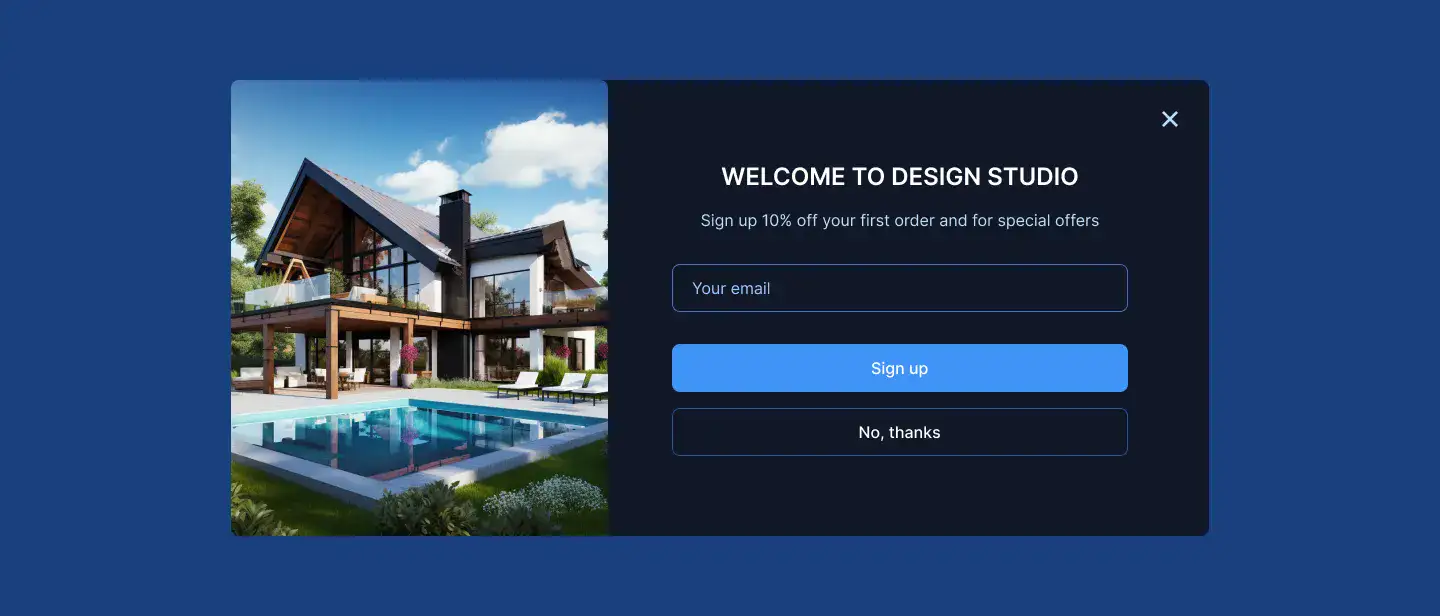 WELCOME TO DESIGN STUDIO
Sign up 10% off your first order and for special offers
Your email
Sign up
No, thanks